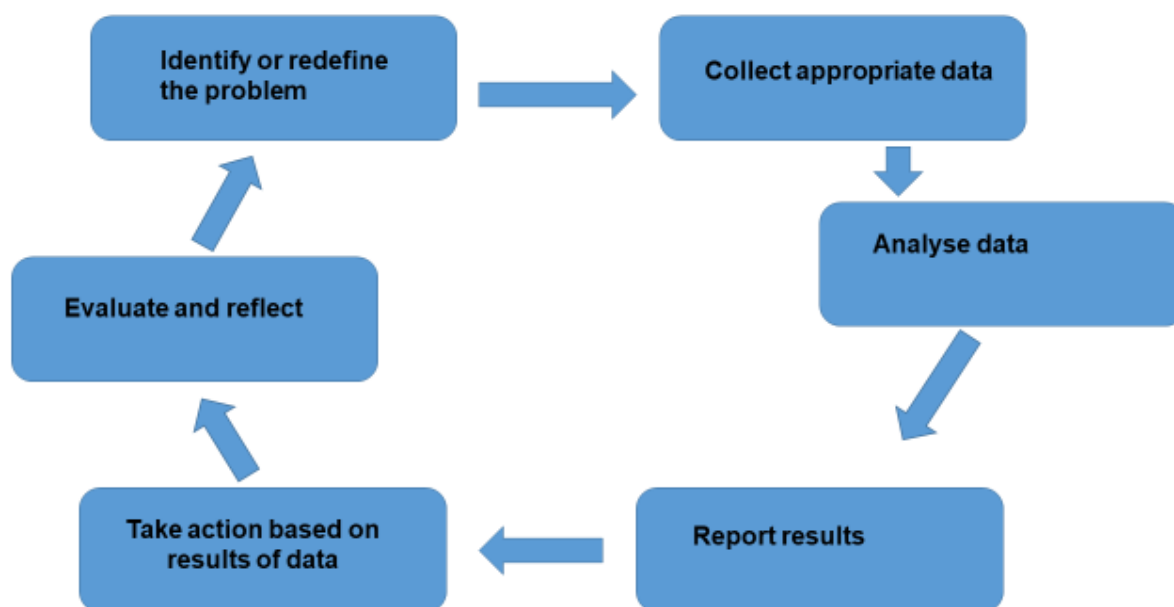 Identify or redefine
the problem
Collect appropriate data
Analyse data
Report results
Take action based on
results of data
Evaluate and reflect